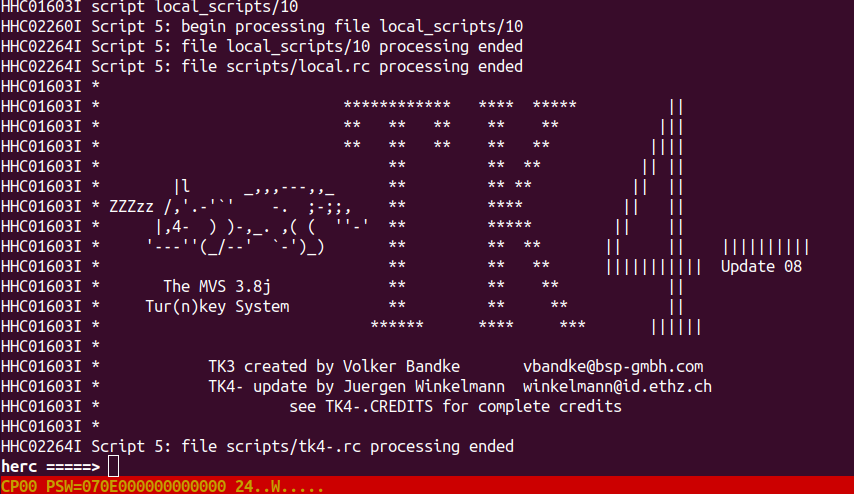 HHC01603I script local_scripts/10
HHC02260I Script 5: begin processing file local_scripts/10
HHC02264I Script 5: file local_scripts/10 processing ended
HHC02264I Script 5: file scripts/local.rc processing ended
HHC01603I *
HHC01603I *                           ************   ****  *****          ||
HHC01603I *                           **   **   **    **    **           |||
HHC01603I *                           **   **   **    **   **           ||||
HHC01603I *                                **         **  **           || ||
HHC01603I *        |l      _,,,---,,_      **         ** **           ||  ||
HHC01603I * ZZZzz /,'.-'`'    -.  ;-;;,    **         ****           ||   ||
HHC01603I *      |,4-  ) )-,_. ,( (  ''-'  **         *****         ||    ||
HHC01603I *     '---''(_/--'  `-')_)       **         **  **       ||     ||    ||||||||||
HHC01603I *                                **         **   **      |||||||||||  Update 08
HHC01603I *       The MVS 3.8j             **         **    **            ||
HHC01603I *     Tur(n)key System           **         **     **           ||
HHC01603I *                              ******      ****     ***       ||||||
HHC01603I *
HHC01603I *            TK3 created by Volker Bandke       vbandke@bsp-gmbh.com
HHC01603I *            TK4- update by Juergen Winkelmann  winkelmann@id.ethz.ch
HHC01603I *                     see TK4-.CREDITS for complete credits
HHC01603I *
HHC02264I Script 5: file scripts/tk4-.rc processing ended
herc =====>
CP00 PSW=070E000000000000 24..W.....